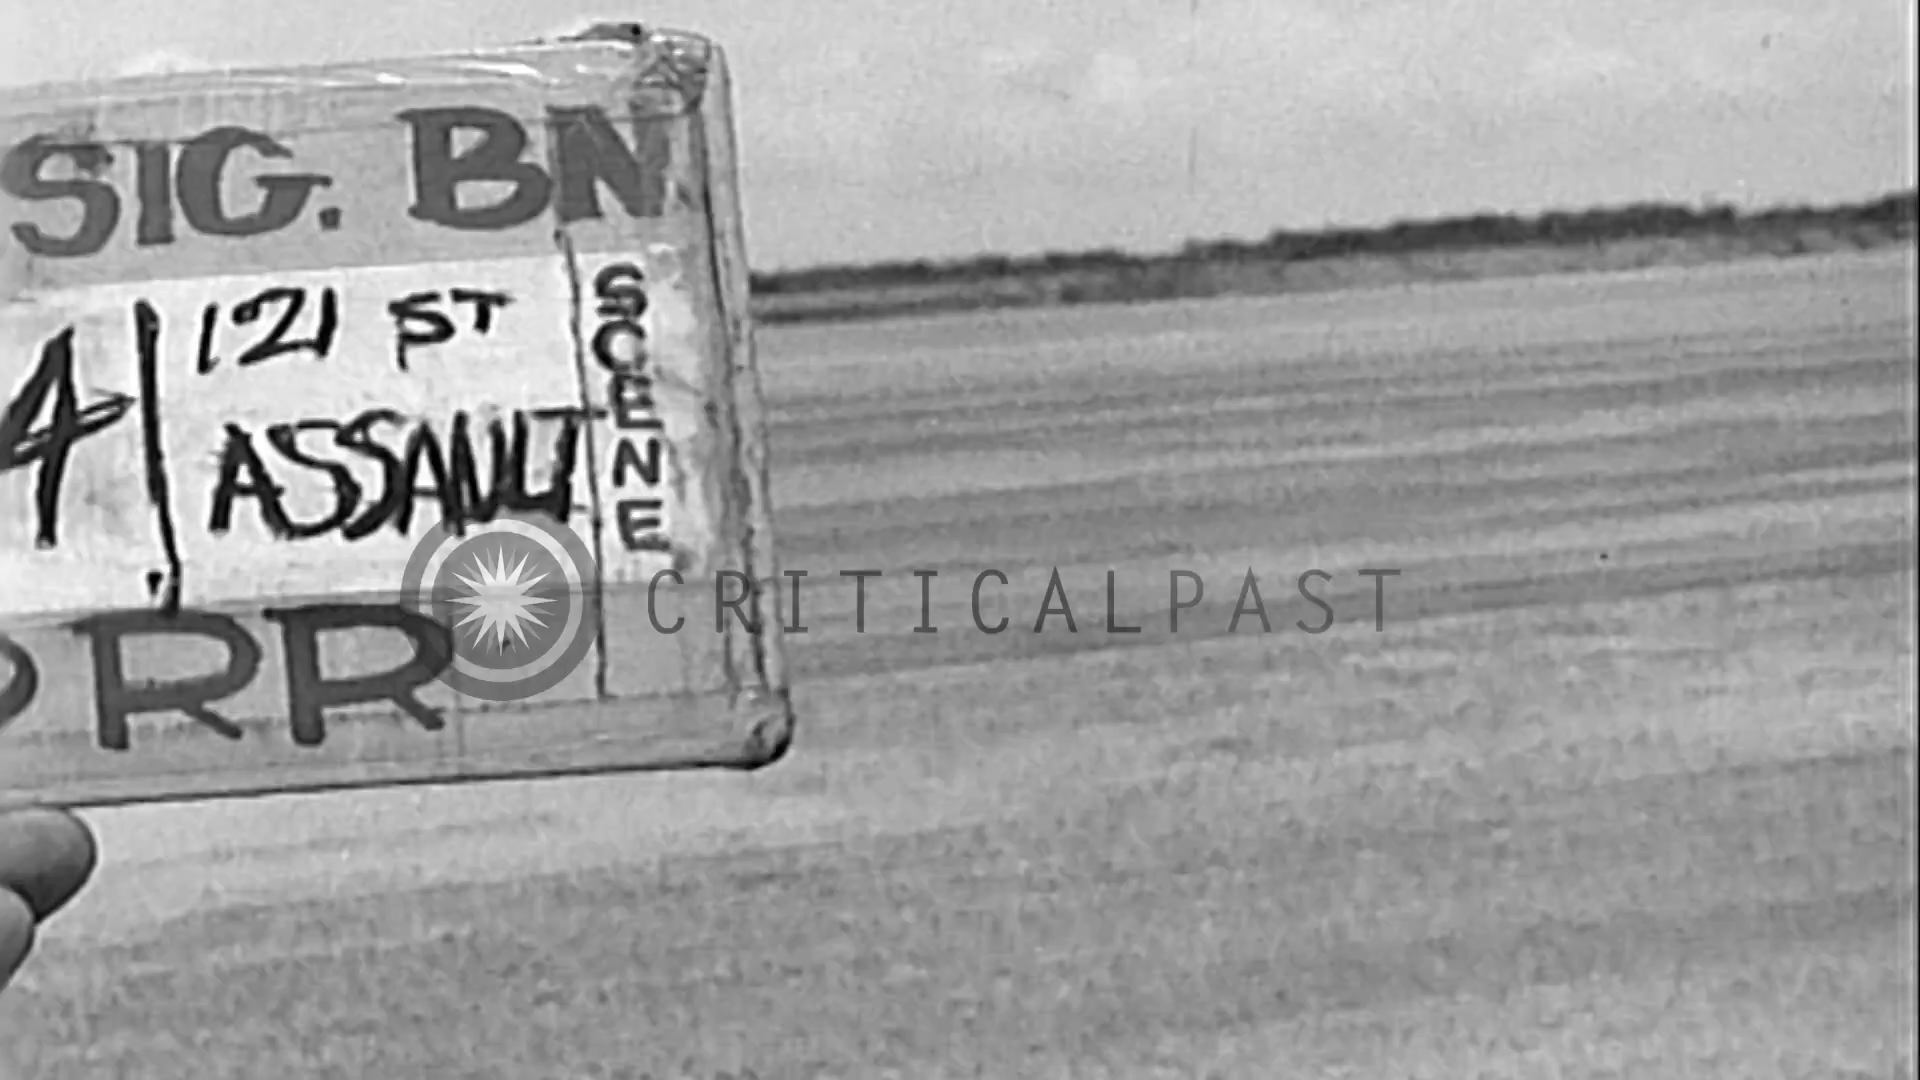 SIG. BN
4 121 ST
ASSAULT
SCENE
RR
CRITICALPAST